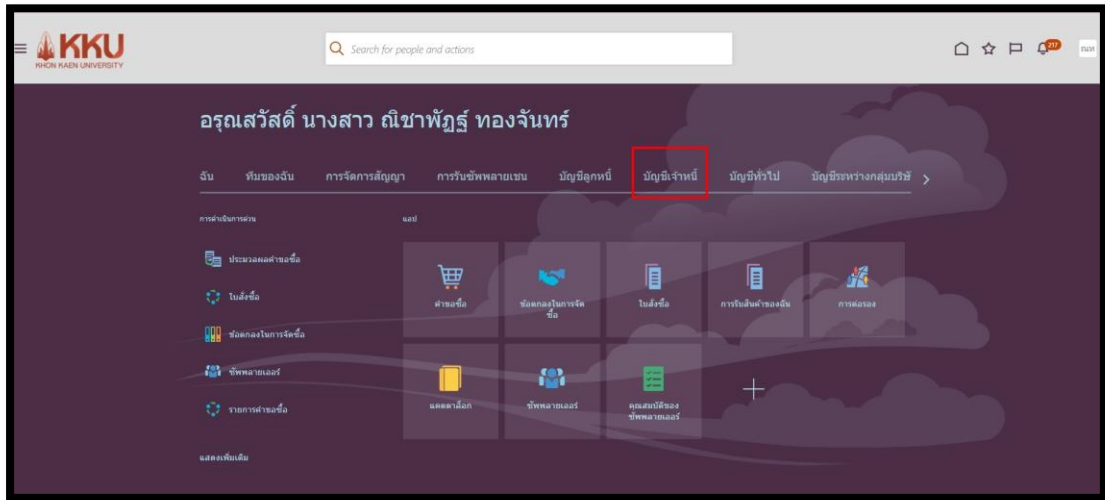 KKU
KHON KAEN UNIVERSITY
Search for people and actions
217
อรุณสวัสดิ์ นางสาว ณิชาพัฏฐ์ ทองจันทร์
ฉัน ทีมของฉัน การจัดการสัญญา การรับซัพพลายเชน บัญชีลูกหนี้ บัญชีเจ้าหนี้ บัญชีทั่วไป บัญชีระหว่างกลุ่มบริษั
การดำเนินการด่วน
แอป
ประมวลผลคำขอซื้อ
ใบสั่งซื้อ
ข้อตกลงในการจัดซื้อ
ซัพพลายเออร์
รายการคำขอซื้อ
แสดงเพิ่มเติม
คำขอซื้อ
ข้อตกลงในการจัด
ซื้อ
ใบสั่งซื้อ
การรับสินค้าของฉัน
การต่อรอง
แคตตาล็อก
ซัพพลายเออร์
คุณสมบัติของ
ซัพพลายเออร์